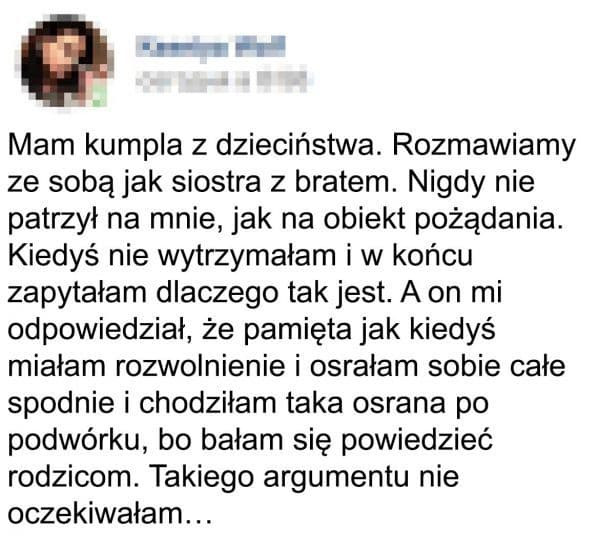 Mam kumpla z dzieciństwa. Rozmawiamy
ze sobą jak siostra z bratem. Nigdy nie
patrzył na mnie, jak na obiekt pożądania.
Kiedyś nie wytrzymałam i w końcu
zapytałam dlaczego tak jest. A on mi
odpowiedział, że pamięta jak kiedyś
miałam rozwolnienie i osrałam sobie całe
spodnie i chodziłam taka osrana po
podwórku, bo bałam się powiedzieć
rodzicom. Takiego argumentu nie
oczekiwałam...